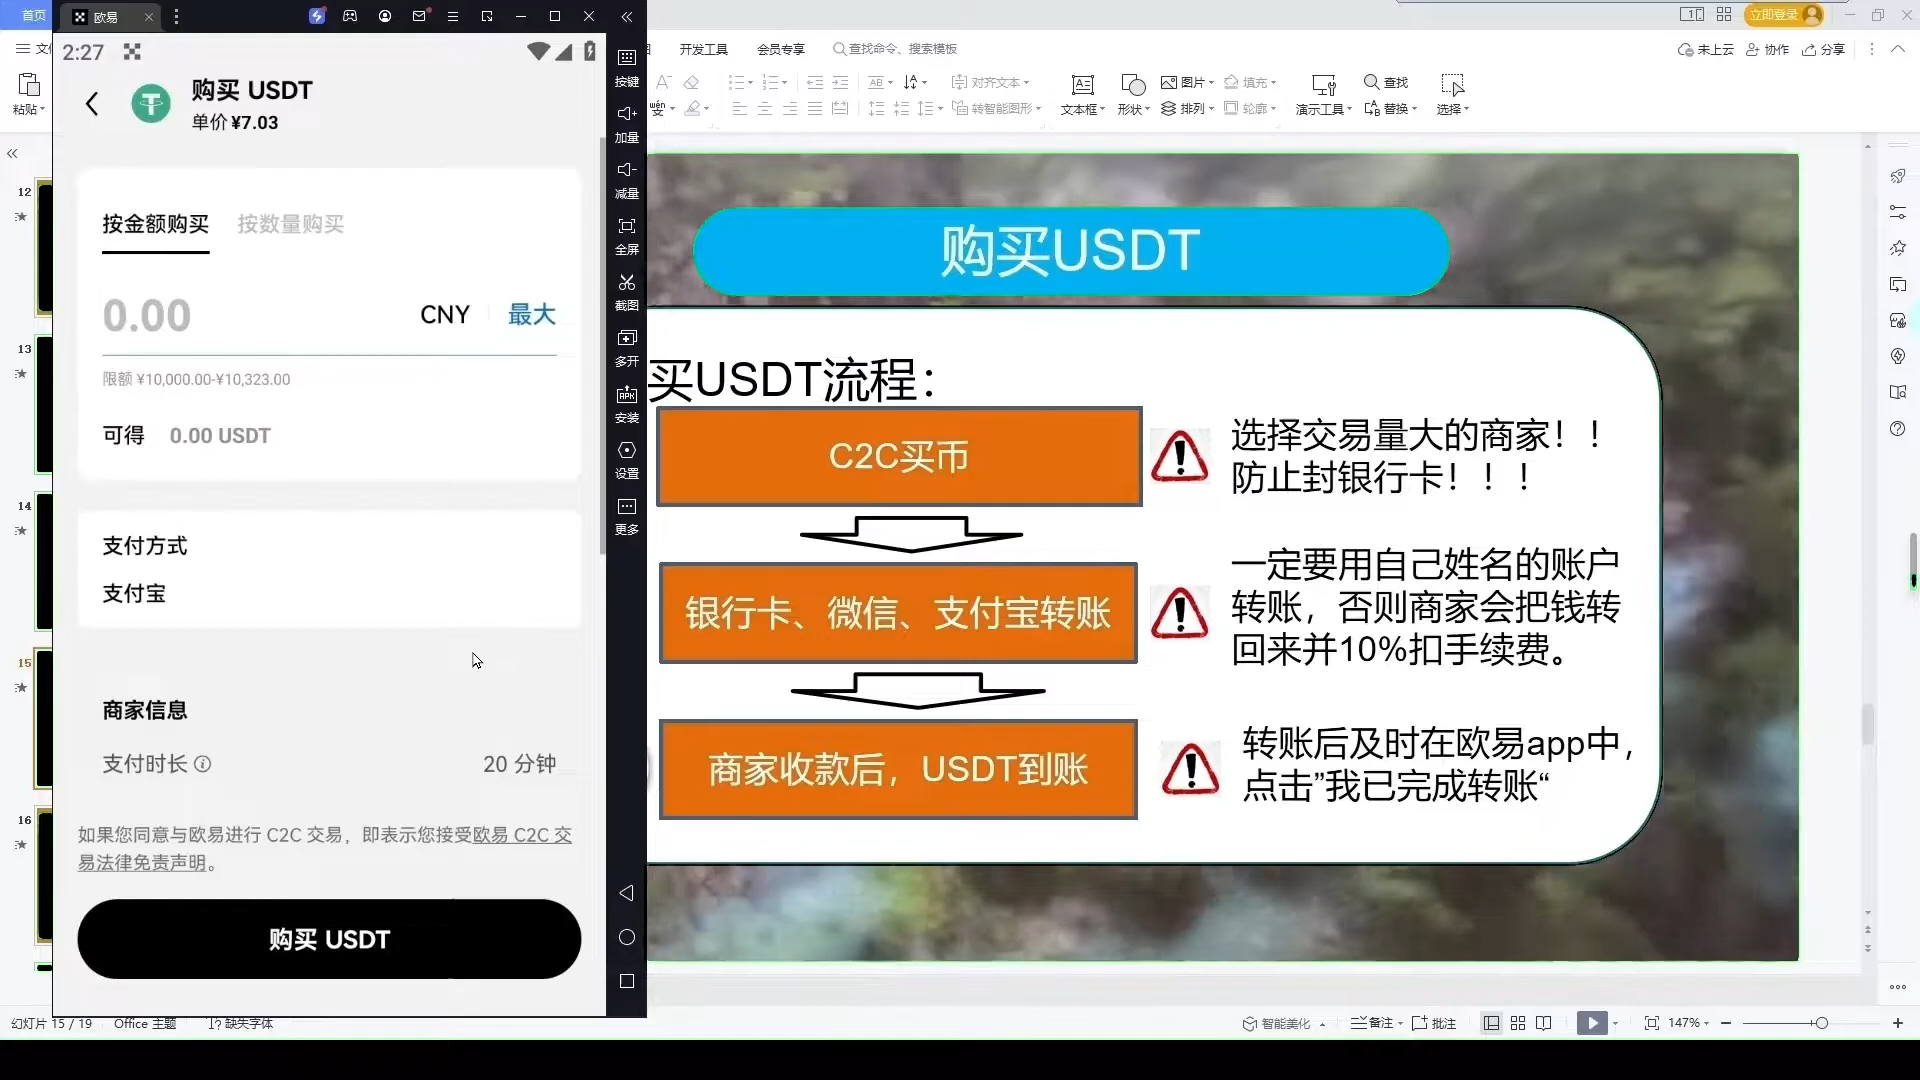 首页
欧易
立即登录
2:27
购买 USDT
单价 ¥7.03
按金额购买 按数量购买
0.00 CNY 最大
限额 ¥10,000.00-¥10,323.00
可得 0.00 USDT
支付方式
支付宝
商家信息
支付时长 20 分钟
如果您同意与欧易进行 C2C 交易，即表示您接受欧易 C2C 交
易法律免责声明。
购买 USDT
按键
加量
减量
全屏
截图
多开
APK
安装
设置
更多
开发工具 会员专享 查找命令、搜索模板
未上云 协作 分享
粘贴
对齐文本
转智能图形
文本框
形状
图片
排列
填充
轮廓
演示工具
查找
替换
选择
12
13
14
15
16
购买USDT
买USDT流程：
C2C买币
选择交易量大的商家！！
防止封银行卡！！！
银行卡、微信、支付宝转账
一定要用自己姓名的账户
转账，否则商家会把钱转
回来并10%扣手续费。
商家收款后，USDT到账
转账后及时在欧易app中，
点击”我已完成转账“
幻灯片 15 / 19 Office 主题 缺失字体 智能美化 备注 批注 147%